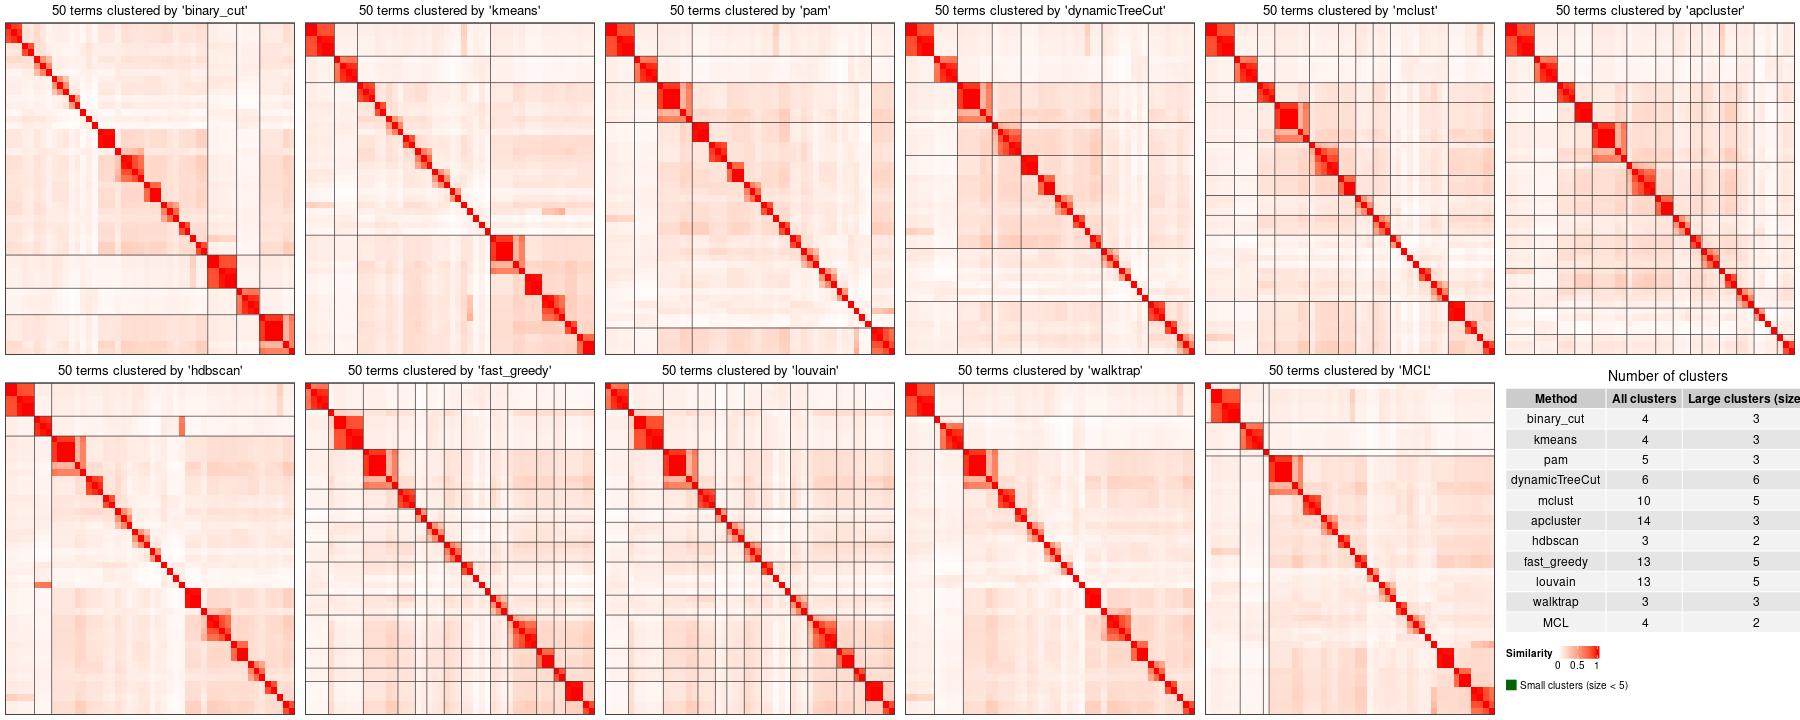 50 terms clustered by 'binary_cut'
50 terms clustered by 'kmeans'
50 terms clustered by 'pam'
50 terms clustered by 'dynamicTreeCut'
50 terms clustered by 'mclust'
50 terms clustered by 'apcluster'
50 terms clustered by 'hdbscan'
50 terms clustered by 'fast_greedy'
50 terms clustered by 'louvain'
50 terms clustered by 'walktrap'
50 terms clustered by 'MCL'
Number of clusters
Method All clusters Large clusters (size
binary_cut 4 3
kmeans 4 3
pam 5 3
dynamicTreeCut 6 6
mclust 10 5
apcluster 14 3
hdbscan 3 2
fast_greedy 13 5
louvain 13 5
walktrap 3 3
MCL 4 2
Similarity
0 0.5 1
Small clusters (size < 5)